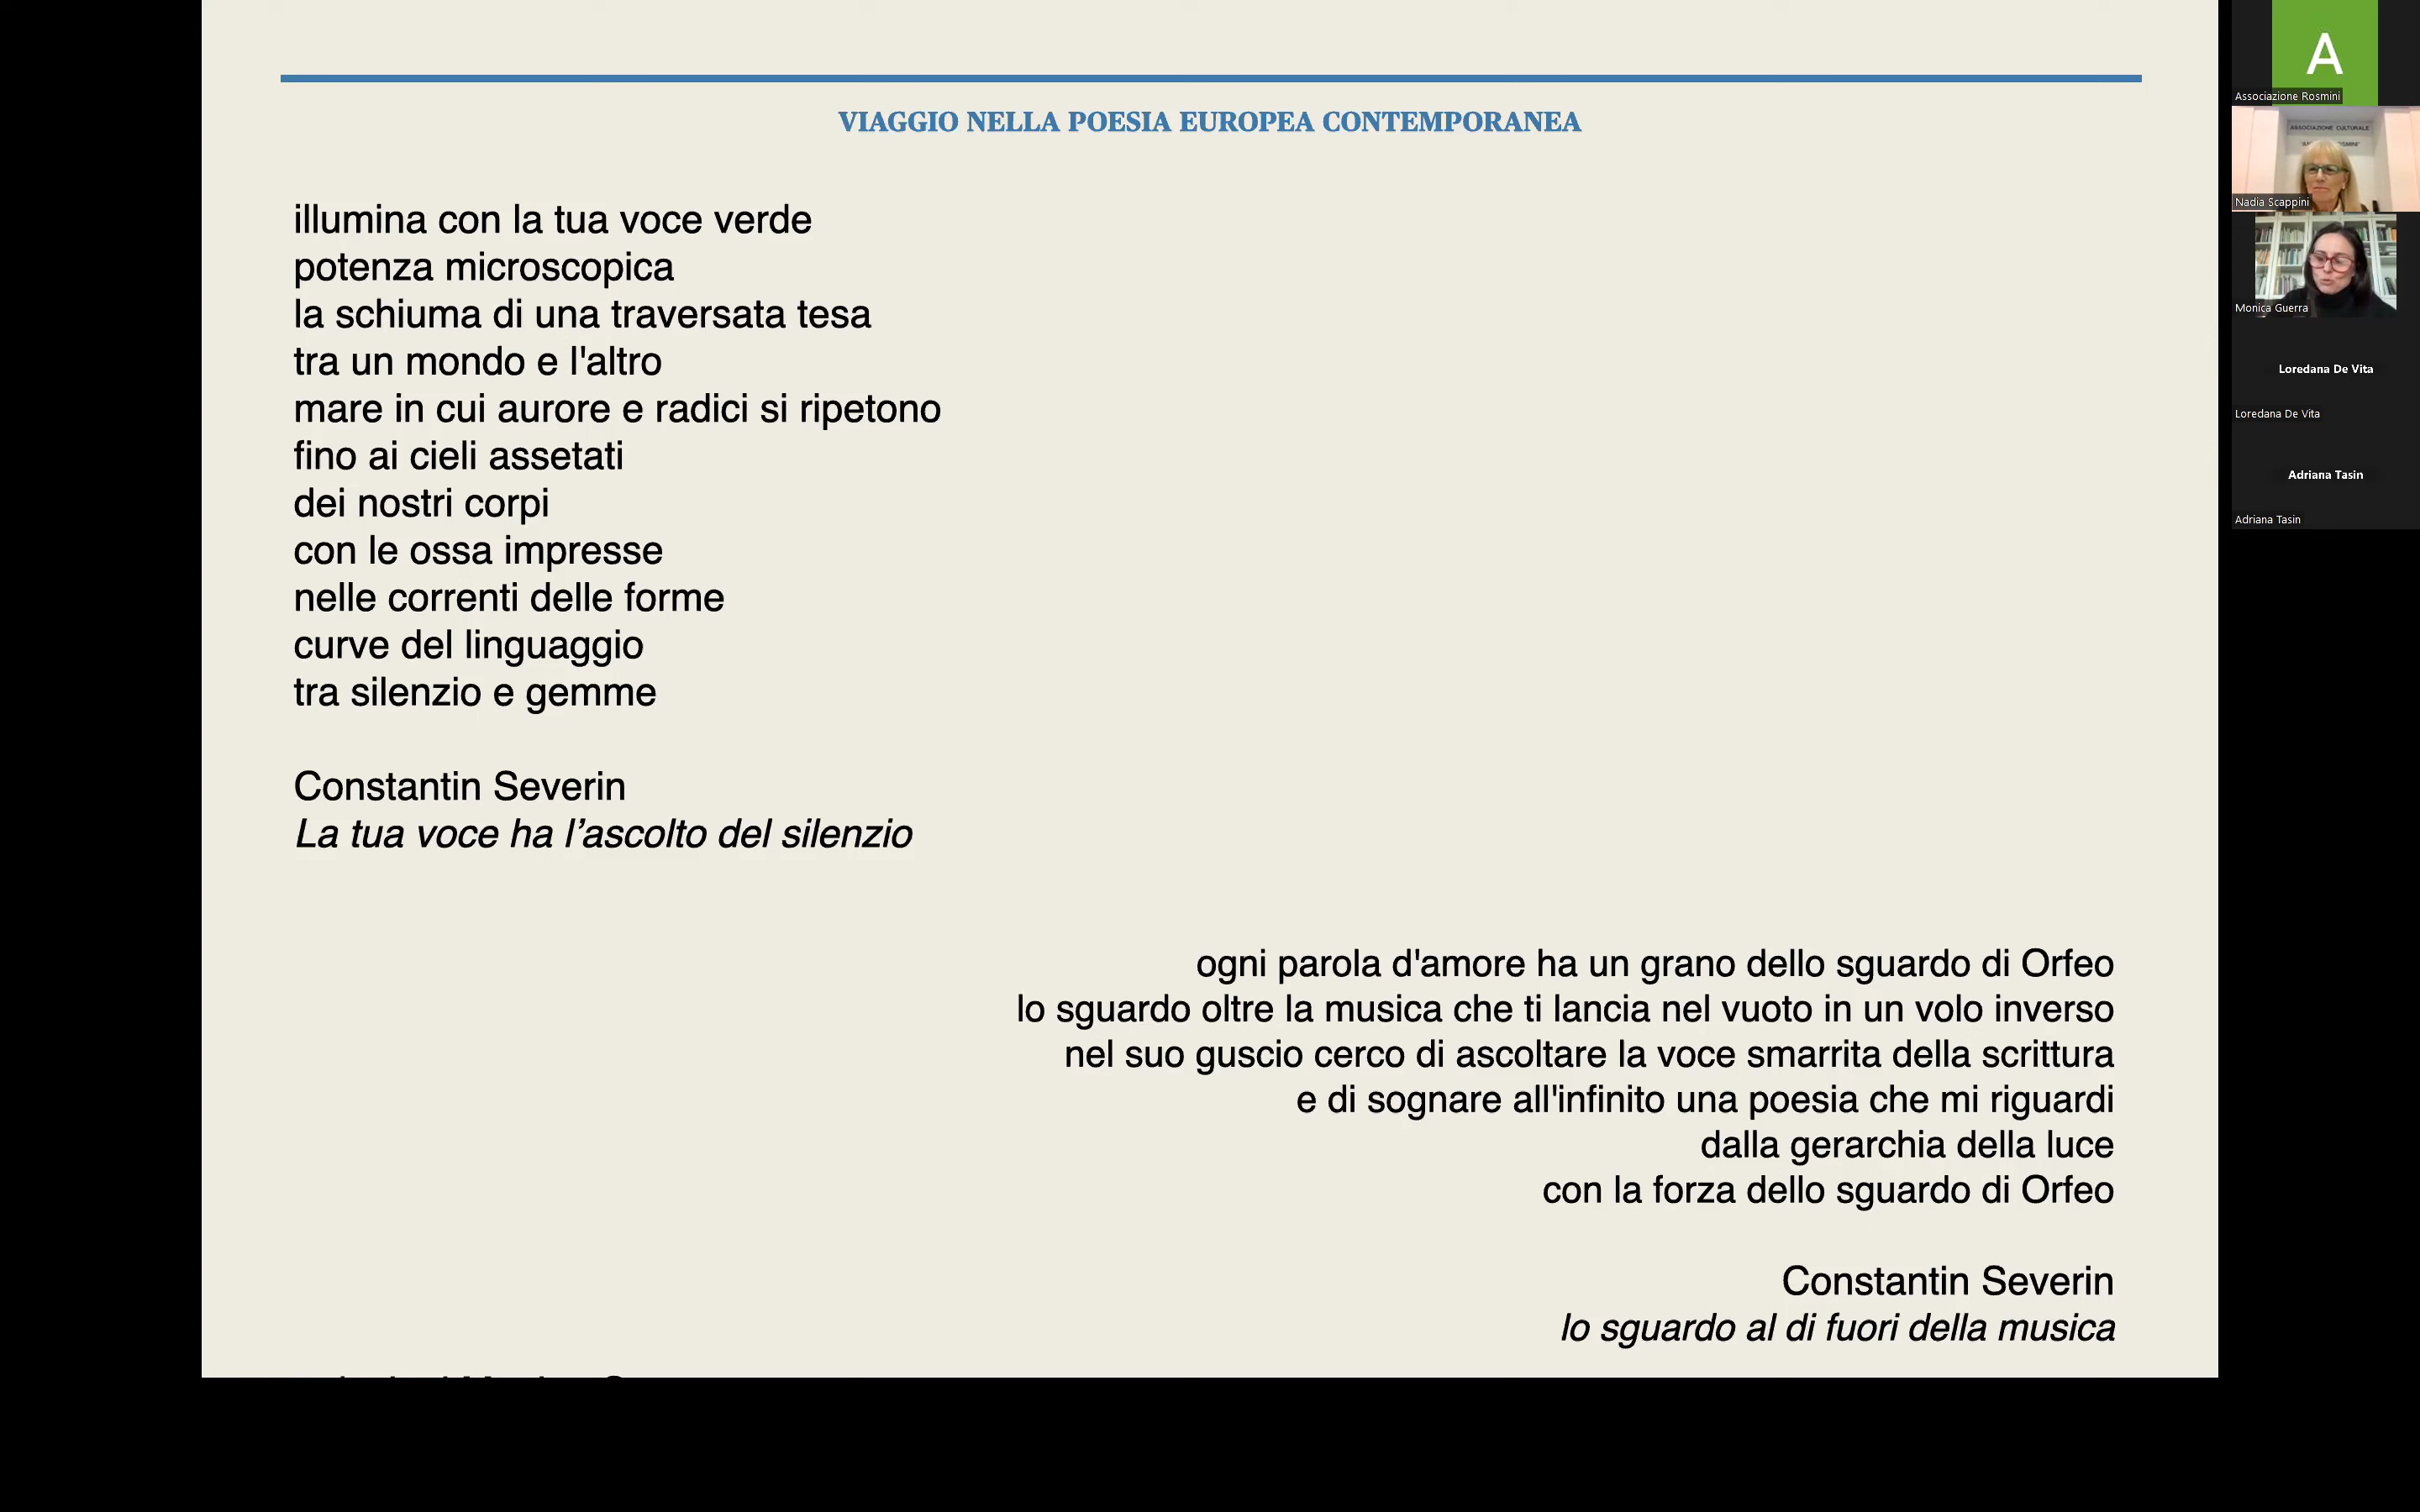 VIAGGIO NELLA POESIA EUROPEA CONTEMPORANEA
illumina con la tua voce verde
potenza microscopica
la schiuma di una traversata tesa
tra un mondo e l'altro
mare in cui aurore e radici si ripetono
fino ai cieli assetati
dei nostri corpi
con le ossa impresse
nelle correnti delle forme
curve del linguaggio
tra silenzio e gemme
Constantin Severin
La tua voce ha l’ascolto del silenzio
ogni parola d'amore ha un grano dello sguardo di Orfeo
lo sguardo oltre la musica che ti lancia nel vuoto in un volo inverso
nel suo guscio cerco di ascoltare la voce smarrita della scrittura
e di sognare all'infinito una poesia che mi riguardi
dalla gerarchia della luce
con la forza dello sguardo di Orfeo
Constantin Severin
lo sguardo al di fuori della musica
A
Associazione Rosmini
ASSOCIAZIONE CULTURALE
Nadia Scappini
Monica Guerra
Loredana De Vita
Loredana De Vita
Adriana Tasin
Adriana Tasin